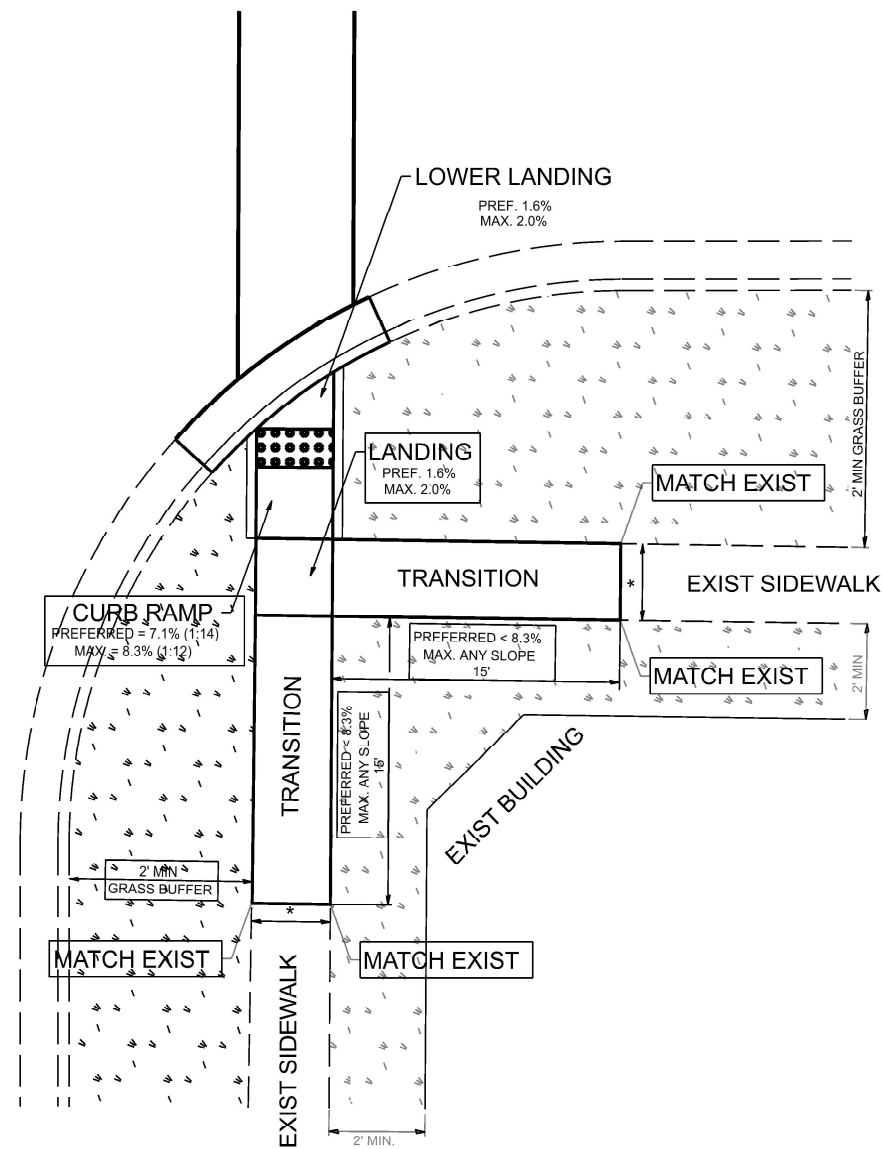 LOWER LANDING
PREF. 1.6%
MAX. 2.0%
2' MIN GRASS BUFFER
LANDING
PREF. 1.6%
MAX. 2.0%
MATCH EXIST
TRANSITION
*
EXIST SIDEWALK
CURB RAMP
PREFERRED = 7.1% (1:14)
MAX. = 8.3% (1:12)
PREFERRED < 8.3%
MAX. ANY SLOPE
15'
MATCH EXIST
2' MIN
TRANSITION
PREFERRED < 8.3%
MAX. ANY SLOPE
15'
EXIST BUILDING
2' MIN
GRASS BUFFER
*
MATCH EXIST
MATCH EXIST
EXIST SIDEWALK
2' MIN.